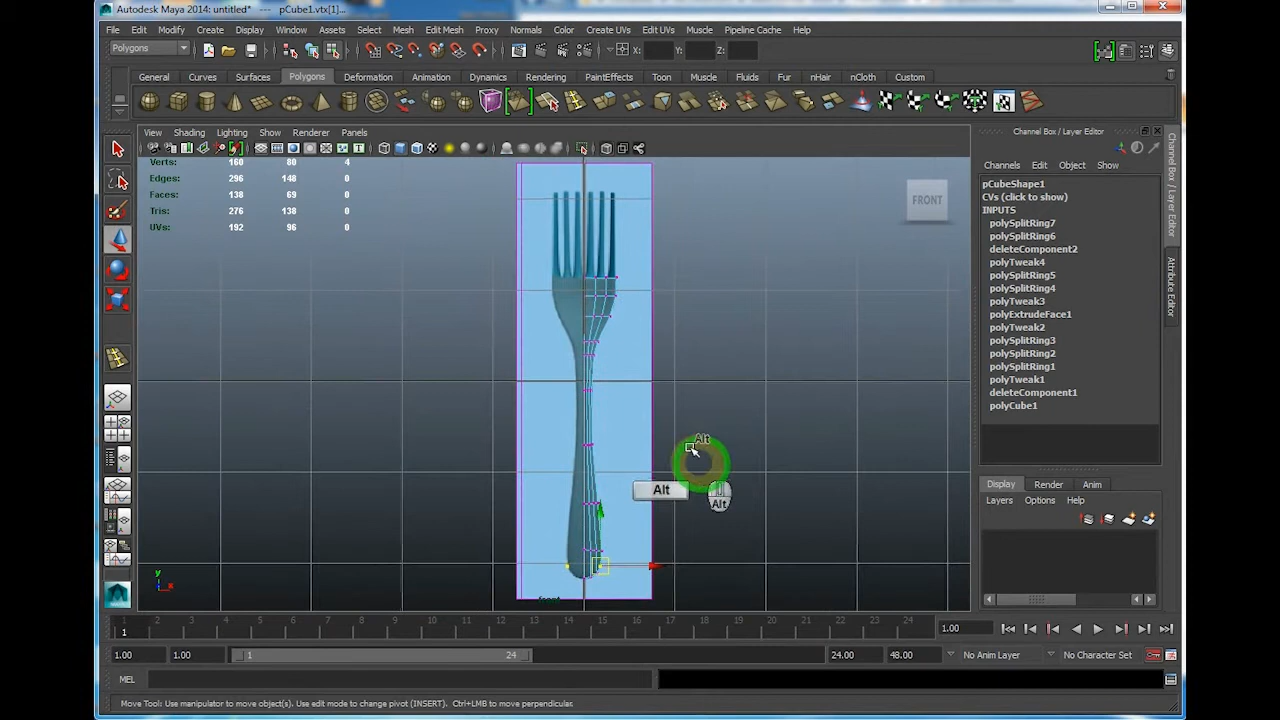 Autodesk Maya 2014: untitled* --- pCube1.vtx[1]...
File Edit Modify Create Display Window Assets Select Mesh Edit Mesh Proxy Normals Color Create UVs Edit UVs Muscle Pipeline Cache Help
Polygons X: Y: Z:
General Curves Surfaces Polygons Deformation Animation Dynamics Rendering PaintEffects Toon Muscle Fluids Fur nHair nCloth Custom
View Shading Lighting Show Renderer Panels
Channel Box / Layer Editor
Verts: 160 80 4
Edges: 296 148 0
Faces: 138 69 0
Tris: 276 138 0
UVs: 192 96 0
FRONT
Channels Edit Object Show
pCubeShape1
CVs (click to show)
INPUTS
polySplitRing7
polySplitRing6
deleteComponent2
polyTweak4
polySplitRing5
polySplitRing4
polyTweak3
polyExtrudeFace1
polyTweak2
polySplitRing3
polySplitRing2
polySplitRing1
polyTweak1
deleteComponent1
polyCube1
Channel Box / Layer Editor
Attribute Editor
Alt
Alt
Alt
Display Render Anim
Layers Options Help
y
z x
front
1 2 3 4 5 6 7 8 9 10 11 12 13 14 15 16 17 18 19 20 21 22 23 24
1 1.00
1.00 1.00 1 24 24.00 48.00 No Anim Layer No Character Set
MEL
Move Tool: Use manipulator to move object(s). Use edit mode to change pivot (INSERT). Ctrl+LMB to move perpendicular.